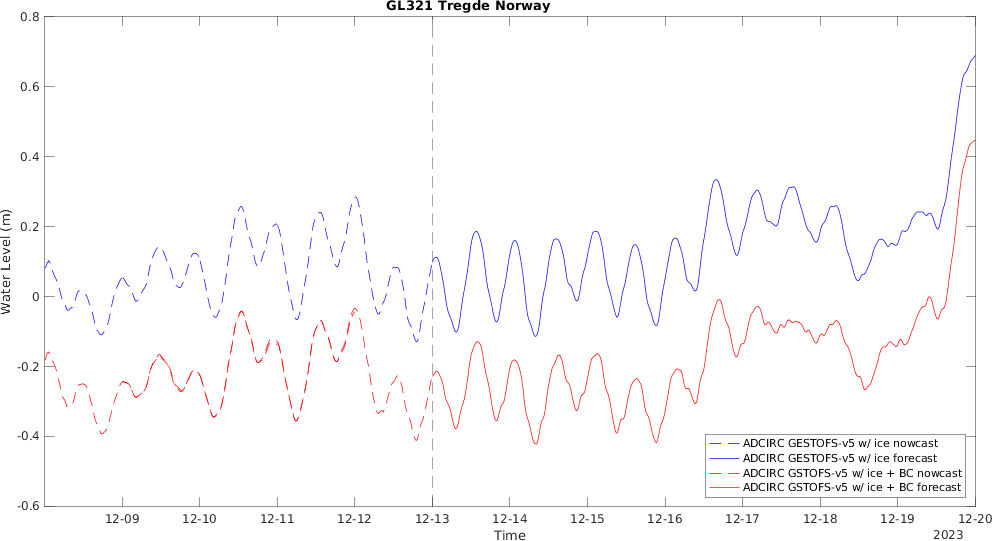 GL321 Tregde Norway
Water Level (m)
0.8
0.6
0.4
0.2
0
-0.2
-0.4
-0.6
ADCIRC GESTOFS-v5 w/ ice nowcast
ADCIRC GESTOFS-v5 w/ ice forecast
ADCIRC GSTOFS-v5 w/ ice + BC nowcast
ADCIRC GSTOFS-v5 w/ ice + BC forecast
12-09 12-10 12-11 12-12 12-13 12-14 12-15 12-16 12-17 12-18 12-19 12-20
Time
2023